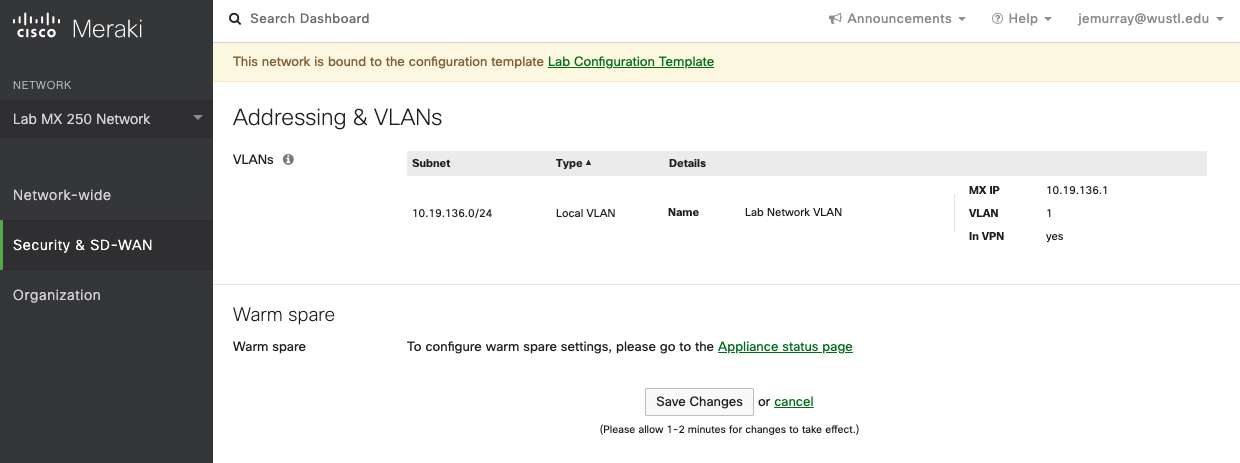 CISCO Meraki
Search Dashboard
Announcements
Help
jemurray@wustl.edu
This network is bound to the configuration template Lab Configuration Template
NETWORK
Lab MX 250 Network
Network-wide
Security & SD-WAN
Organization
Addressing & VLANs
VLANs
Subnet Type Details
10.19.136.0/24 Local VLAN Name Lab Network VLAN
MX IP 10.19.136.1
VLAN 1
In VPN yes
Warm spare
Warm spare To configure warm spare settings, please go to the Appliance status page
Save Changes or cancel
(Please allow 1-2 minutes for changes to take effect.)